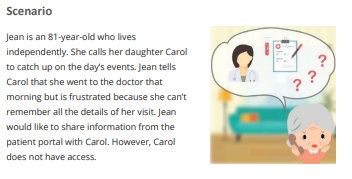 Scenario
Jean is an 81-year-old who lives
independently. She calls her daughter Carol
to catch up on the day's events. Jean tells
Carol that she went to the doctor that
morning but is frustrated because she can't
remember all the details of her visit. Jean
would like to share information from the
patient portal with Carol. However, Carol
does not have access.
? ? ?